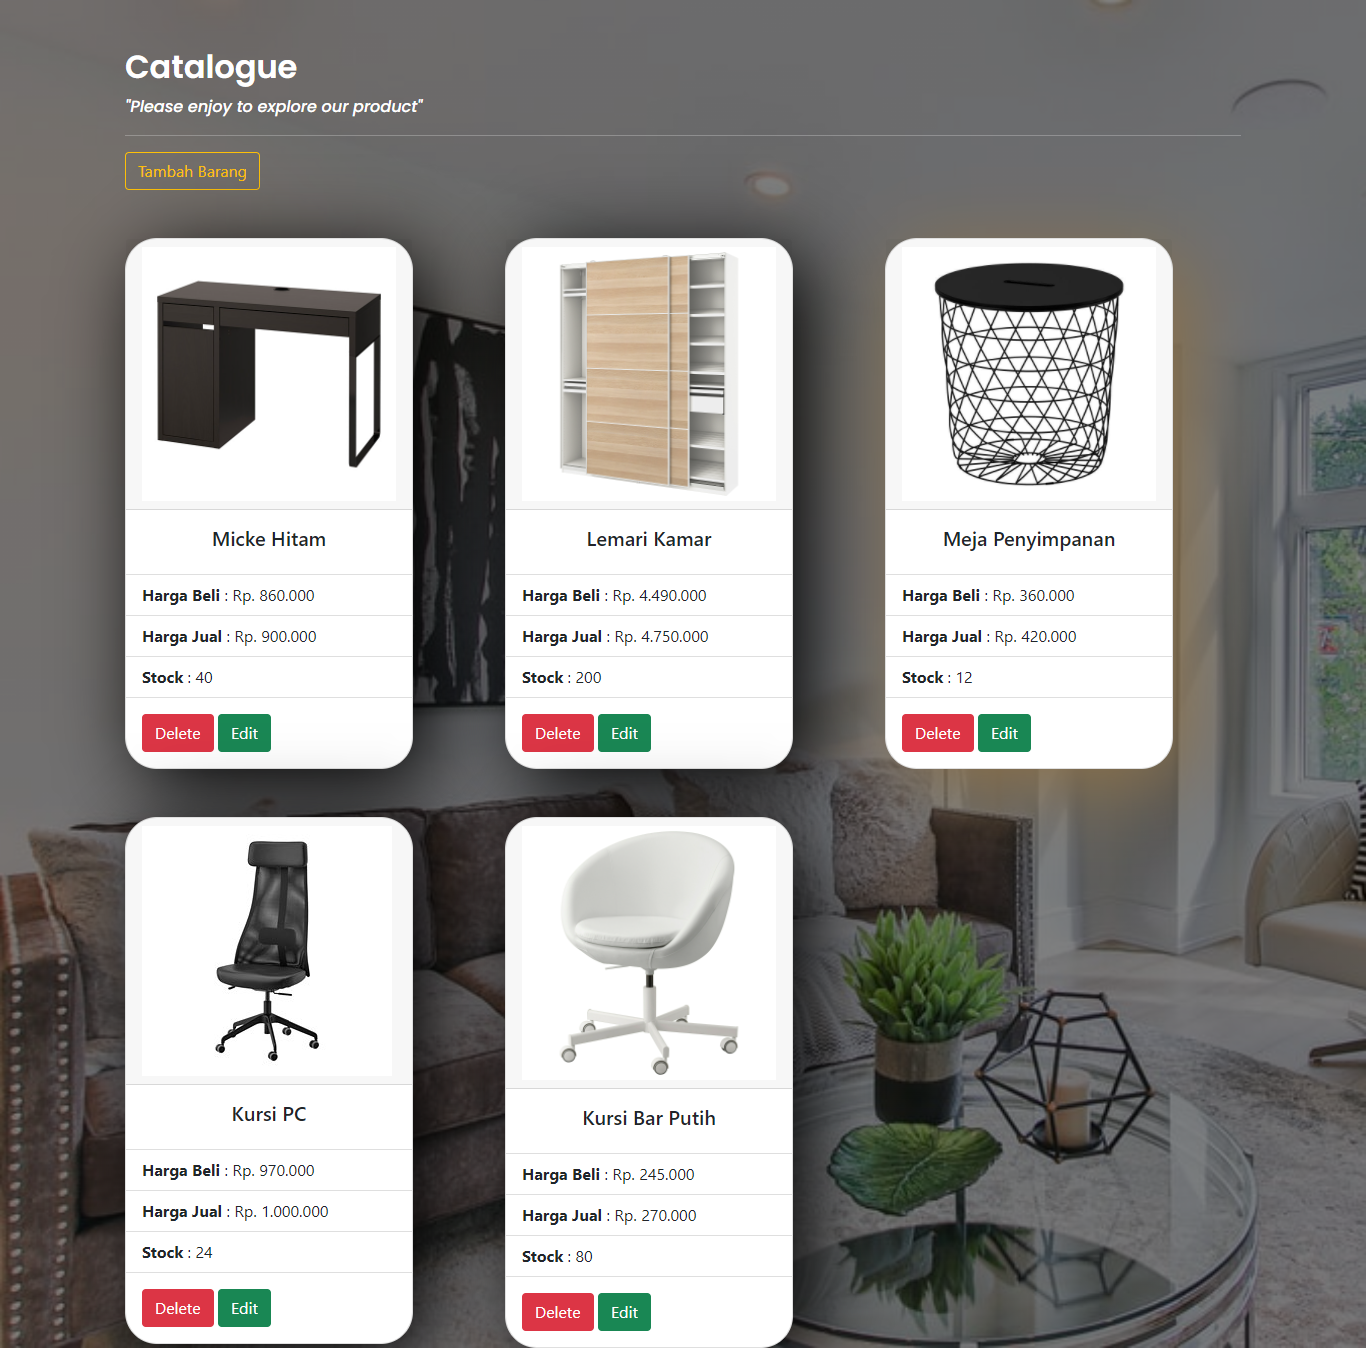 Catalogue
"Please enjoy to explore our product"
Tambah Barang
Micke Hitam
Harga Beli : Rp. 860.000
Harga Jual : Rp. 900.000
Stock : 40
Delete Edit
Lemari Kamar
Harga Beli : Rp. 4.490.000
Harga Jual : Rp. 4.750.000
Stock : 200
Delete Edit
Meja Penyimpanan
Harga Beli : Rp. 360.000
Harga Jual : Rp. 420.000
Stock : 12
Delete Edit
Kursi PC
Harga Beli : Rp. 970.000
Harga Jual : Rp. 1.000.000
Stock : 24
Delete Edit
Kursi Bar Putih
Harga Beli : Rp. 245.000
Harga Jual : Rp. 270.000
Stock : 80
Delete Edit